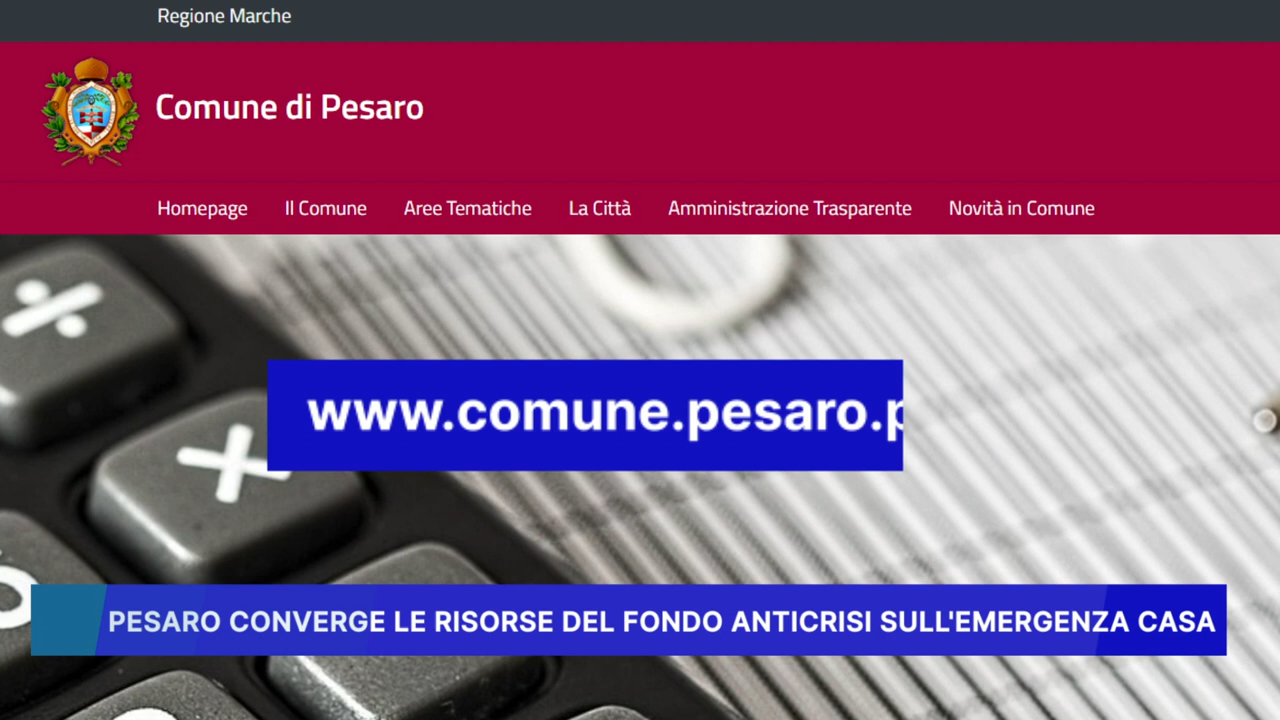 Regione Marche
Comune di Pesaro
Homepage Il Comune Aree Tematiche La Città Amministrazione Trasparente Novità in Comune
www.comune.pesaro.p
PESARO CONVERGE LE RISORSE DEL FONDO ANTICRISI SULL'EMERGENZA CASA